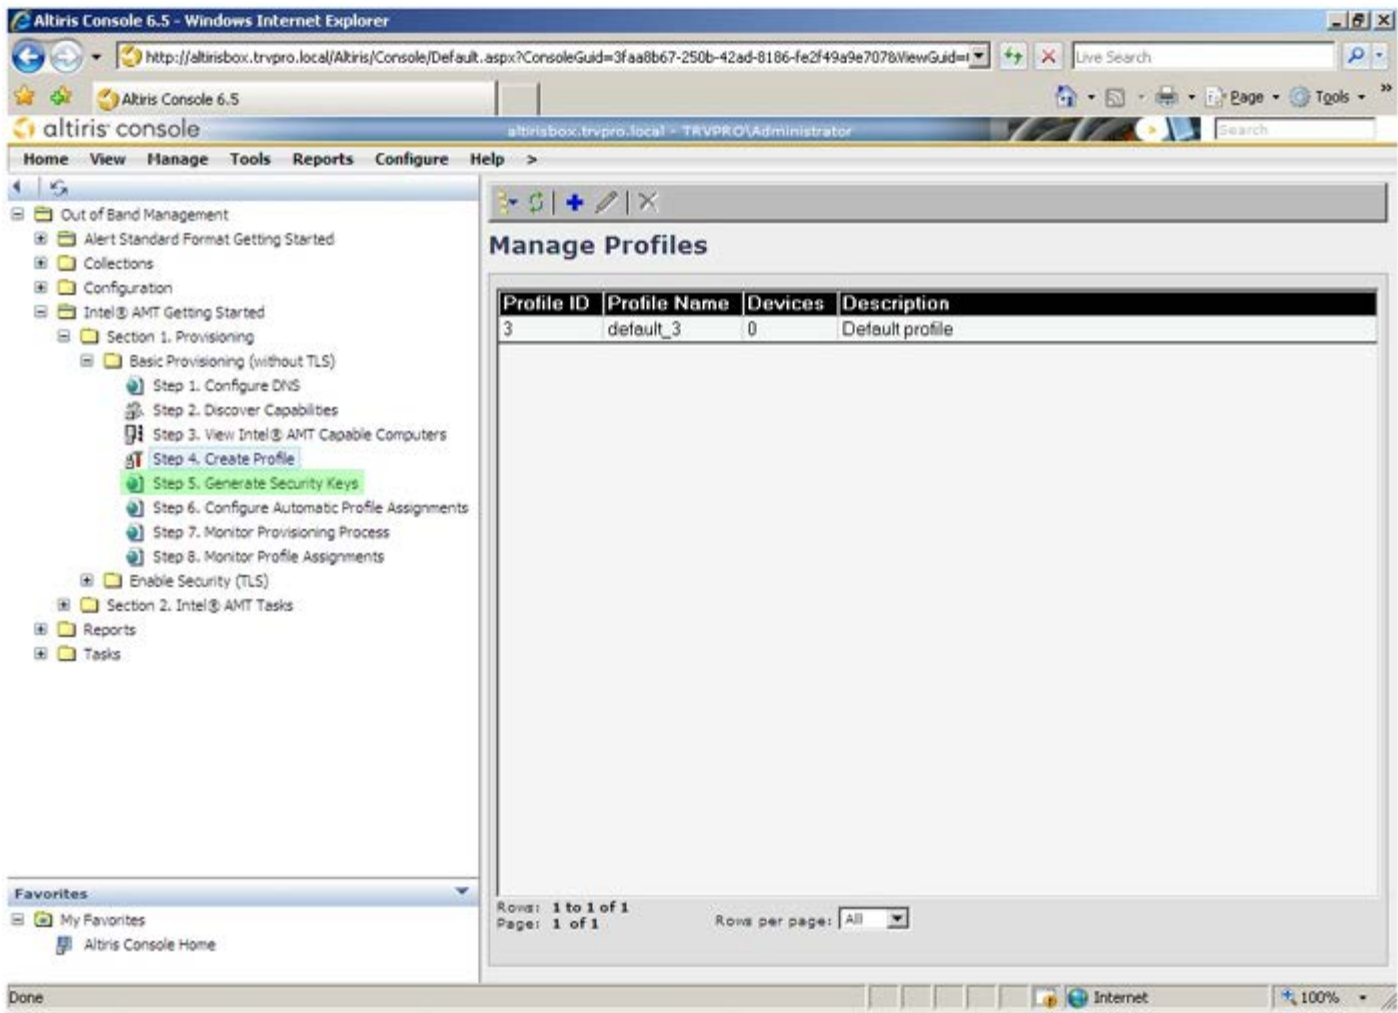 Altiris Console 6.5 - Windows Internet Explorer
http://altirisbox.trvpro.local/Altiris/Console/Default.aspx?ConsoleGuid=3faa8b67-250b-42ad-8186-fe2f49a9e707&ViewGuid=
Live Search
Altiris Console 6.5
Page
Tools
»
altiris console
altirisbox.trvpro.local - TRVPRO\Administrator
Search
Home View Manage Tools Reports Configure Help >
Out of Band Management
Alert Standard Format Getting Started
Collections
Configuration
Intel® AMT Getting Started
Section 1. Provisioning
Basic Provisioning (without TLS)
Step 1. Configure DNS
Step 2. Discover Capabilities
Step 3. View Intel® AMT Capable Computers
Step 4. Create Profile
Step 5. Generate Security Keys
Step 6. Configure Automatic Profile Assignments
Step 7. Monitor Provisioning Process
Step 8. Monitor Profile Assignments
Enable Security (TLS)
Section 2. Intel® AMT Tasks
Reports
Tasks
Favorites
My Favorites
Altiris Console Home
Manage Profiles
Profile ID Profile Name Devices Description
3 default_3 0 Default profile
Rows: 1 to 1 of 1
Page: 1 of 1
Rows per page: All
Done
Internet
100%